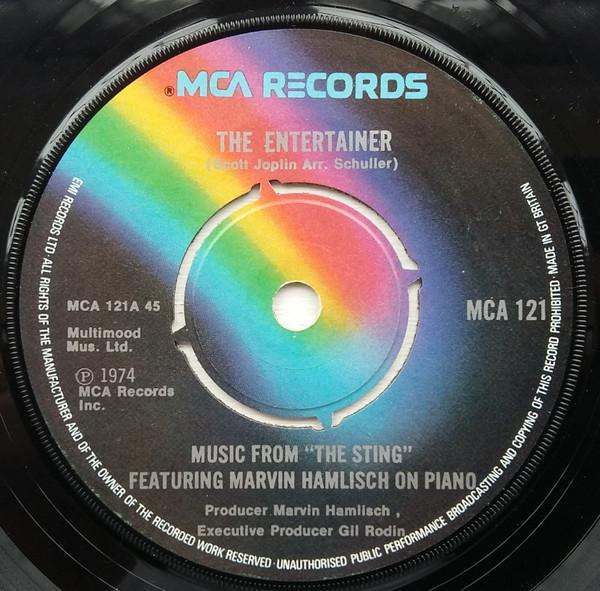 ® MCA RECORDS
THE ENTERTAINER
(Scott Joplin Arr. Schuller)
MCA 121A 45
MCA 121
Multimood
Mus. Ltd.
Ⓟ 1974
MCA Records
Inc.
MUSIC FROM "THE STING"
FEATURING MARVIN HAMLISCH ON PIANO
Producer Marvin Hamlisch,
Executive Producer Gil Rodin
EMI RECORDS LTD · ALL RIGHTS OF THE MANUFACTURER AND OF THE OWNER OF THE RECORDED WORK RESERVED · UNAUTHORISED PUBLIC PERFORMANCE BROADCASTING AND COPYING OF THIS RECORD PROHIBITED · MADE IN GT BRITAIN